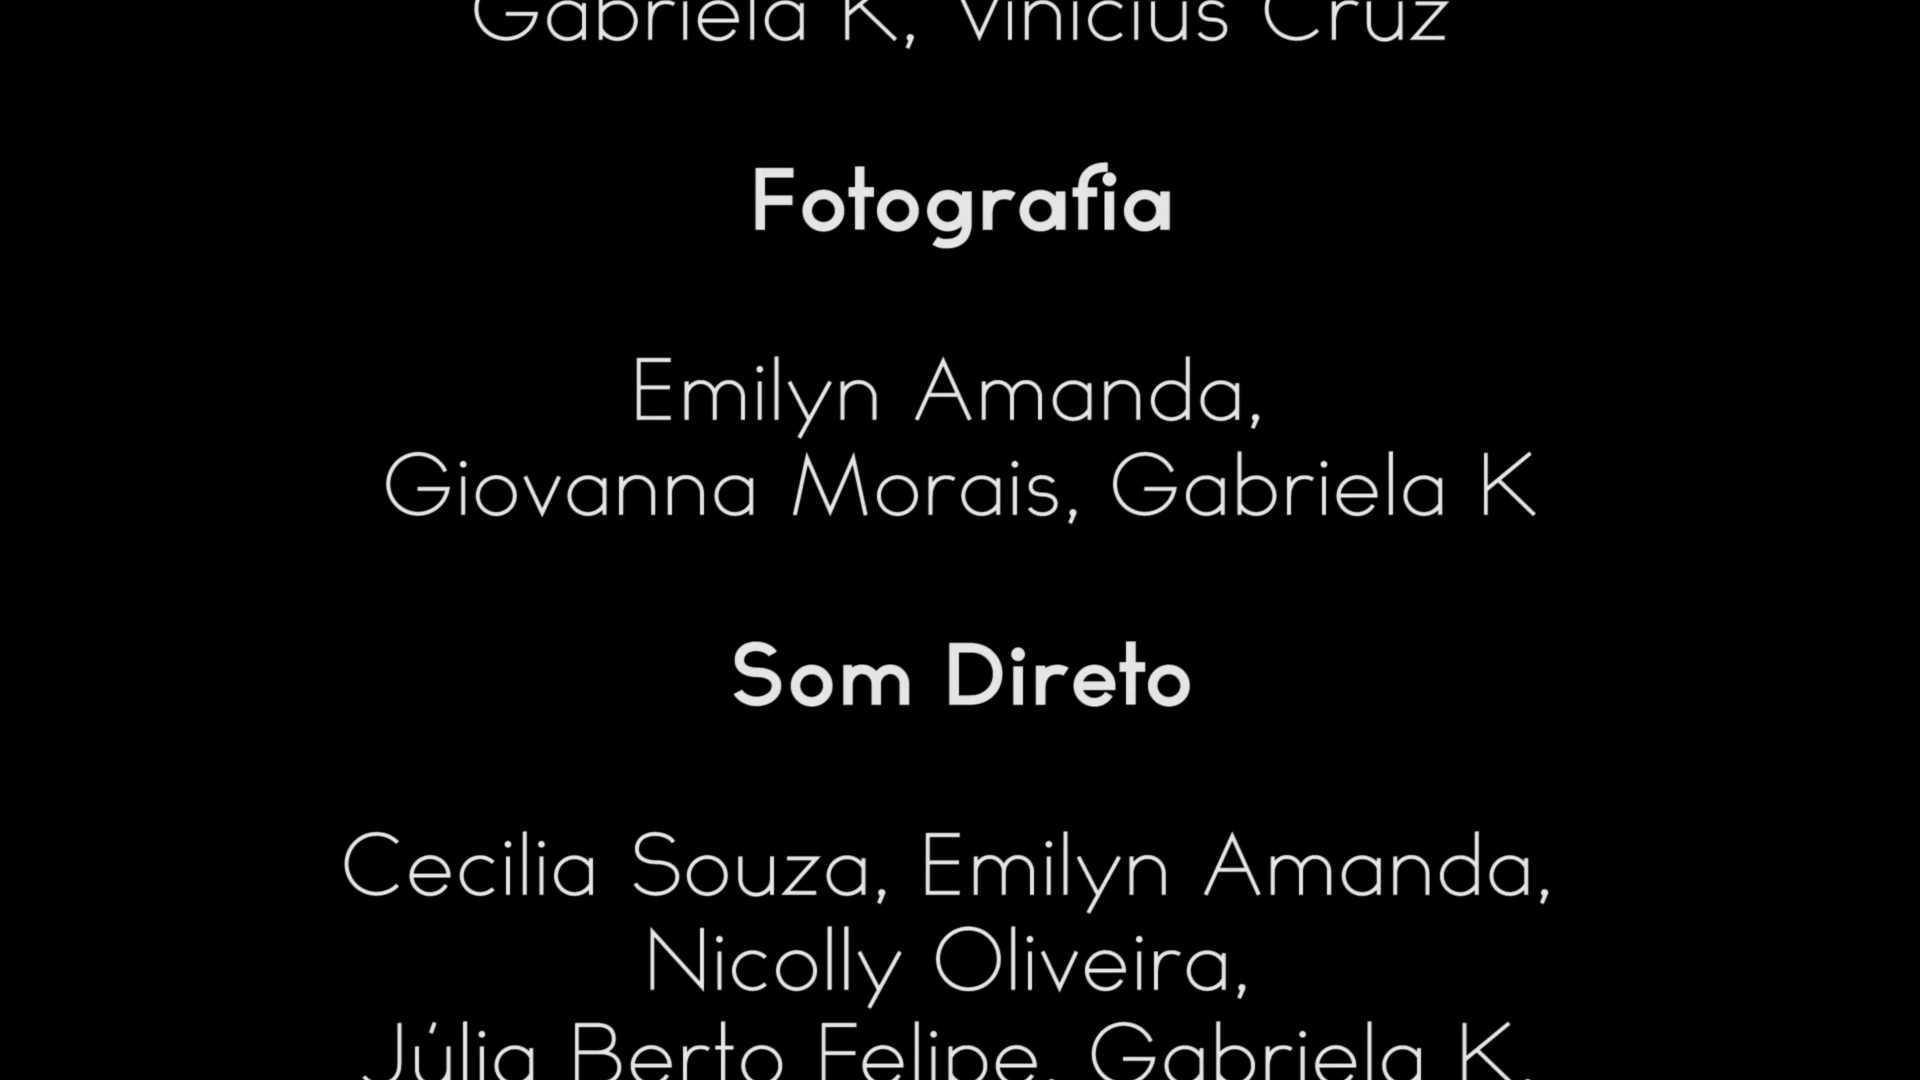 Gabriela K, Vinicius Cruz
Fotografia
Emilyn Amanda,
Giovanna Morais, Gabriela K
Som Direto
Cecilia Souza, Emilyn Amanda,
Nicolly Oliveira,
Júlia Berto Felipe, Gabriela K,